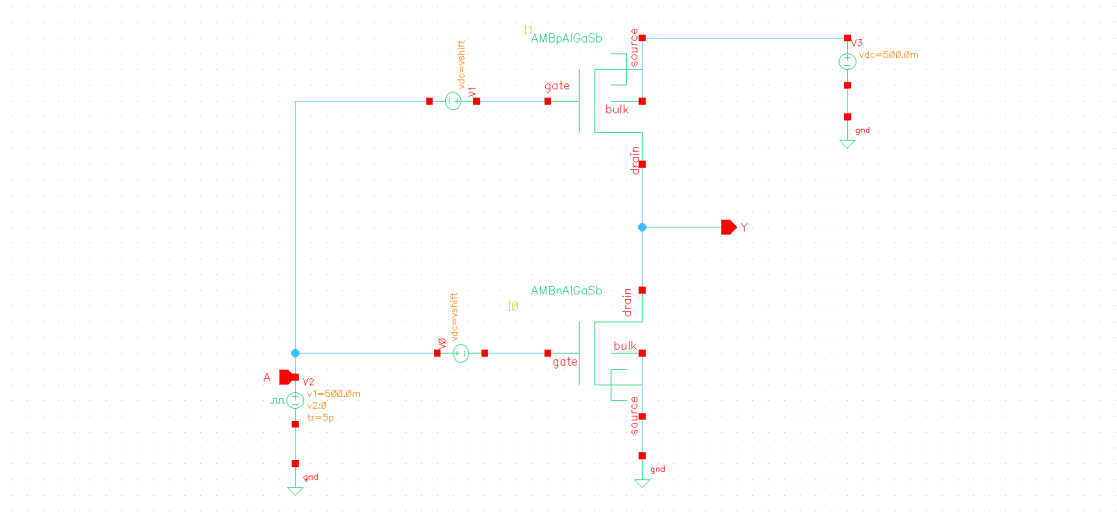 I1
AMBpAlGaSb
source
V3
vdc=500.0m
vdc=vshift
V1
gate
bulk
gnd
drain
Y
AMBnAlGaSb
I0
vdc=vshift
V0
drain
bulk
gate
A
V2
v1=500.0m
v2:0
tr=5p
source
gnd
gnd